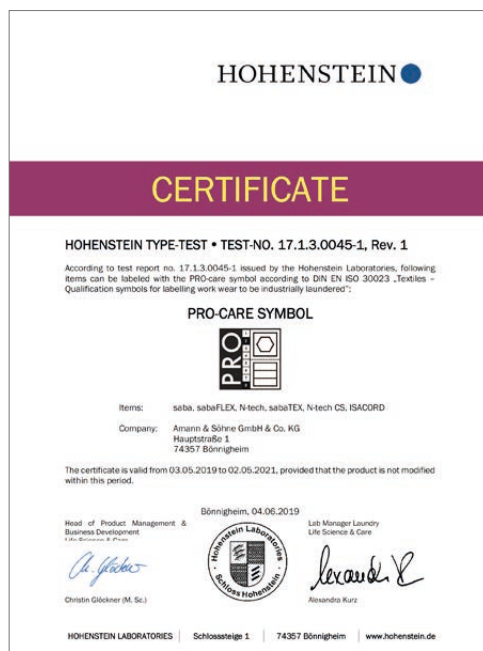 HOHENSTEIN
CERTIFICATE
HOHENSTEIN TYPE-TEST • TEST-NO. 17.1.3.0045-1, Rev. 1
According to test report no. 17.1.3.0045-1 issued by the Hohenstein Laboratories, following
items can be labeled with the PRO-care symbol according to DIN EN ISO 30023 „Textiles –
Qualification symbols for labelling work wear to be industrially laundered":
PRO-CARE SYMBOL
PRO
Items: saba, sabaFLEX, N-tech, sabaTEX, N-tech CS, ISACORD
Company: Amann & Söhne GmbH & Co. KG
Hauptstraße 1
74357 Bönnigheim
The certificate is valid from 03.05.2019 to 02.05.2021, provided that the product is not modified
within this period.
Bönnigheim, 04.06.2019
Head of Product Management &
Business Development
Life Science & Care
Lab Manager Laundry
Life Science & Care
Hohenstein Laboratories
Schloss Hohenstein
Christin Glöckner (M. Sc.)
Alexandra Kurz
HOHENSTEIN LABORATORIES | Schlosssteige 1 | 74357 Bönnigheim | www.hohenstein.de